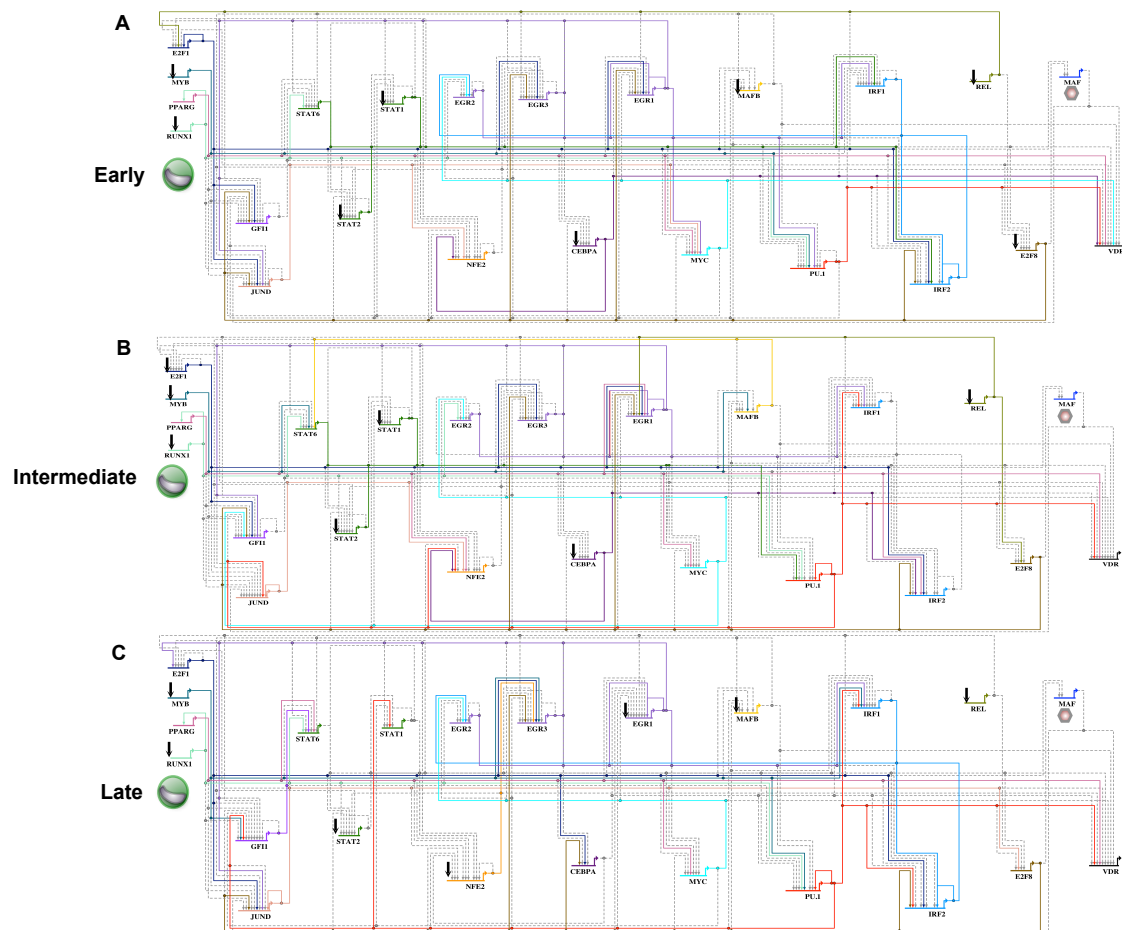 A
E2F1
MYB
PPARG
RUNX1
STAT6
STAT1
EGR2
EGR3
EGR1
MAFB
IRF1
REL
MAF
Early
GFI1
STAT2
JUND
NFE2
CEBPA
MYC
PU.1
IRF2
E2F8
VDR
B
E2F1
MYB
PPARG
RUNX1
STAT6
STAT1
EGR2
EGR3
EGR1
MAFB
IRF1
REL
MAF
Intermediate
GFI1
STAT2
JUND
NFE2
CEBPA
MYC
PU.1
IRF2
E2F8
VDR
C
E2F1
MYB
PPARG
RUNX1
STAT6
STAT1
EGR2
EGR3
EGR1
MAFB
IRF1
REL
MAF
Late
GFI1
STAT2
JUND
NFE2
CEBPA
MYC
PU.1
IRF2
E2F8
VDR